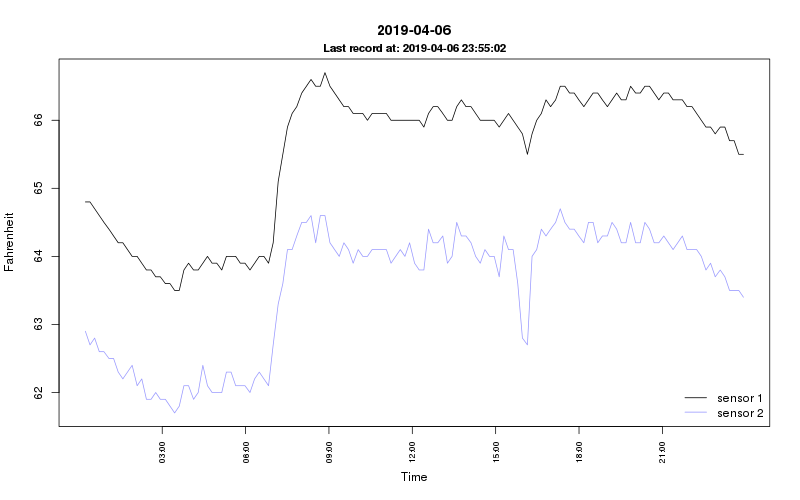 2019-04-06
Last record at: 2019-04-06 23:55:02
Fahrenheit
66
65
64
63
62
sensor 1
sensor 2
03:00
06:00
09:00
12:00
15:00
18:00
21:00
Time